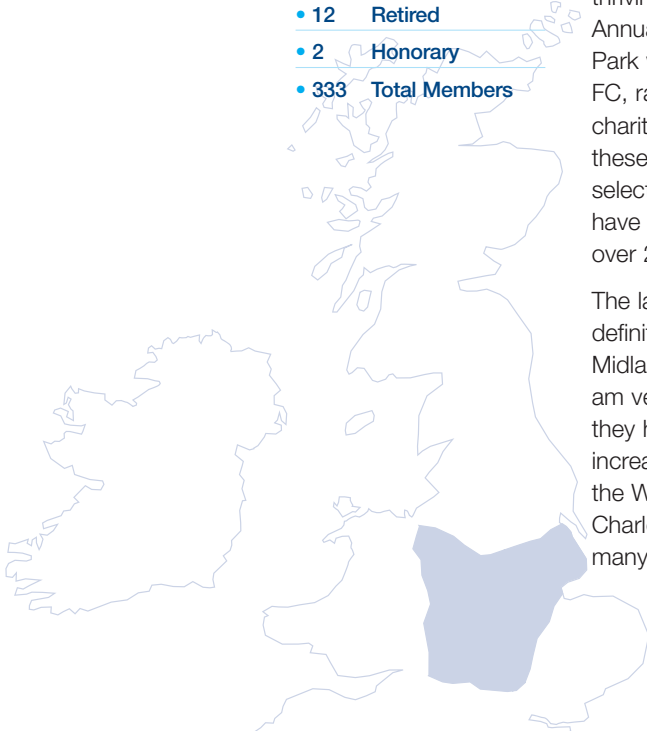 • 12 Retired
• 2 Honorary
• 333 Total Members
Annua
Park
FC, ra
charit
these
select
have
over 2
The la
definit
Midla
am ve
they h
increa
the W
Charl
many